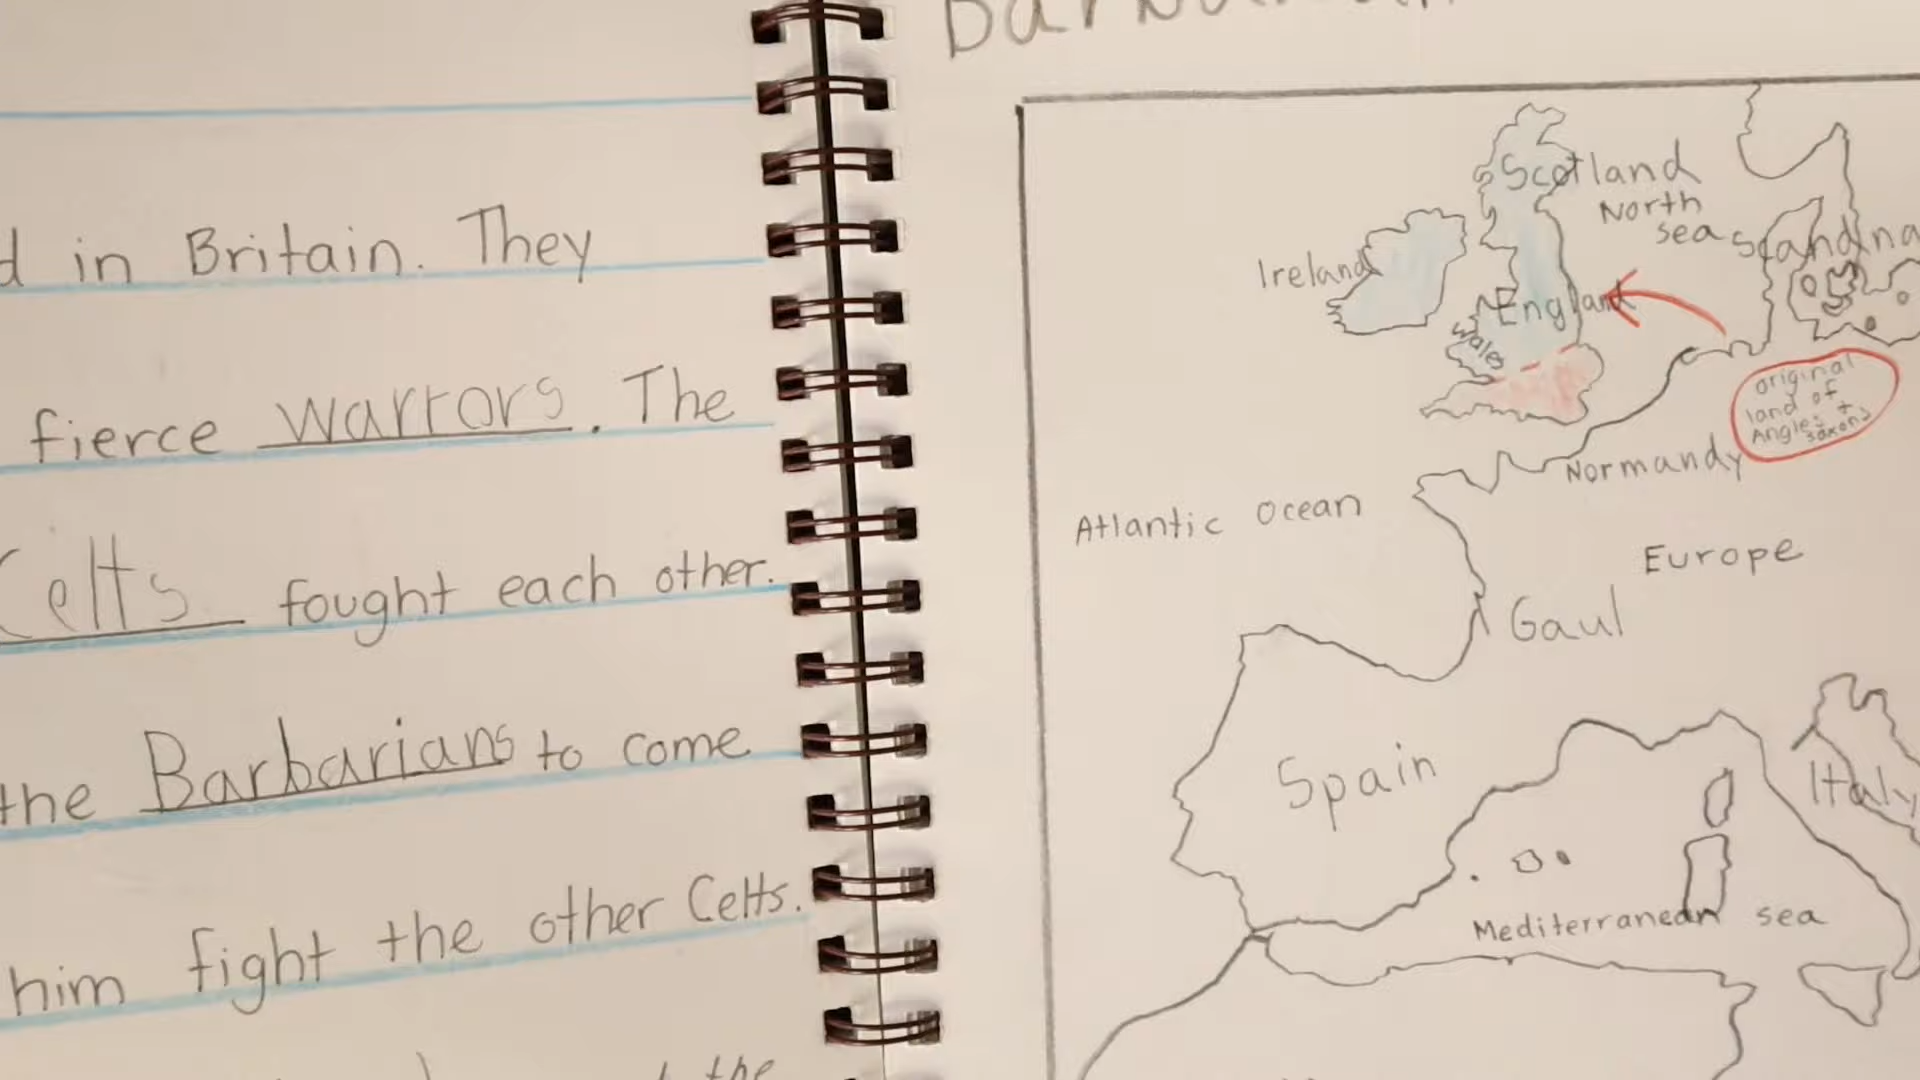 d in Britain. They
fierce warrors. The
Celts fought each other.
the Barbarians to come
him fight the other Celts.
the
Scotland
North
sea
Ireland
England
Wales
original
land of
Angles +
saxons
Normandy
Atlantic Ocean
Europe
Gaul
Spain
Italy
Mediterranean sea